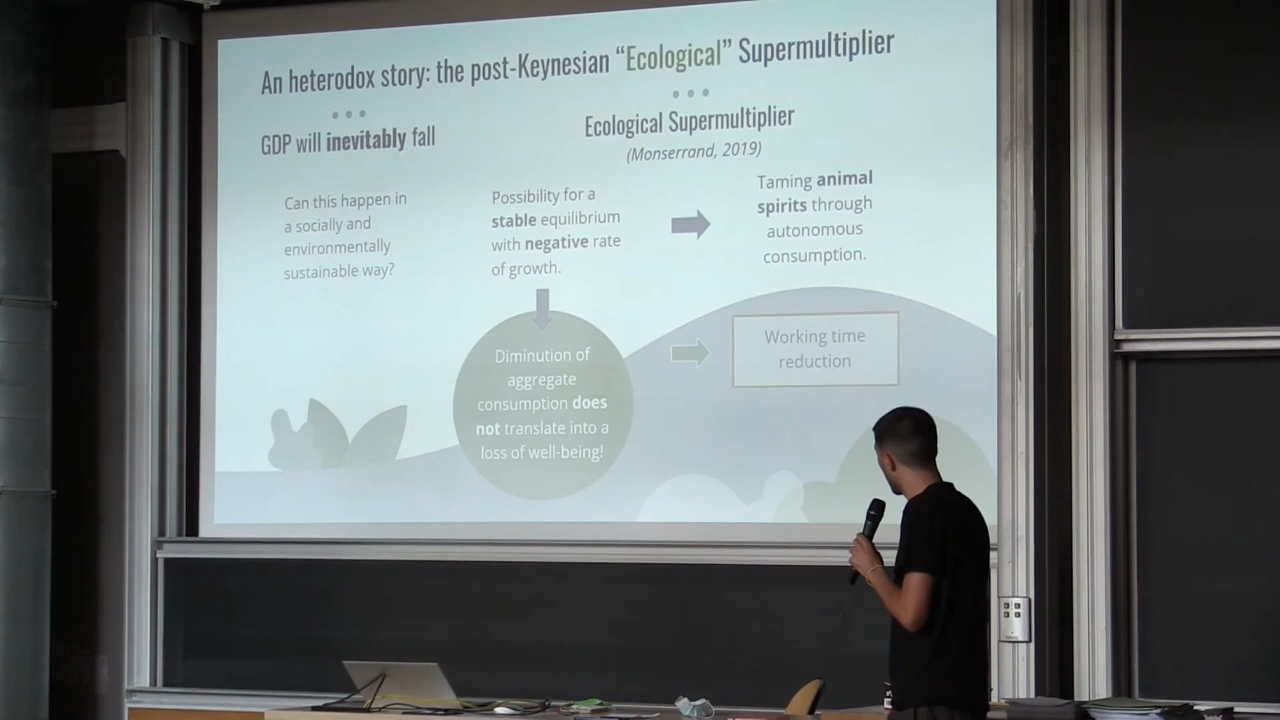 An heterodox story: the post-Keynesian “Ecological” Supermultiplier
GDP will inevitably fall
Can this happen in
a socially and
environmentally
sustainable way?
Ecological Supermultiplier
(Monserrand, 2019)
Possibility for a
stable equilibrium
with negative rate
of growth.
Taming animal
spirits through
autonomous
consumption.
Diminution of
aggregate
consumption does
not translate into a
loss of well-being!
Working time
reduction